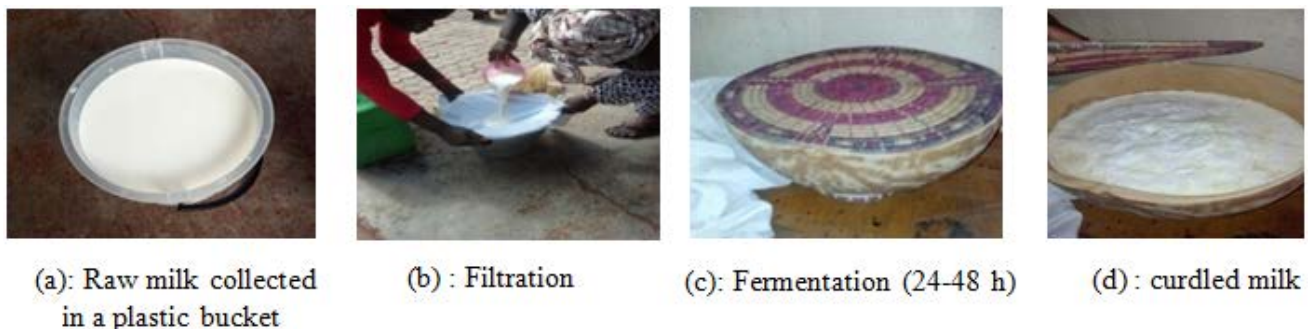 (a): Raw milk collected
in a plastic bucket
(b) : Filtration
(c): Fermentation (24-48 h)
(d) : curdled milk